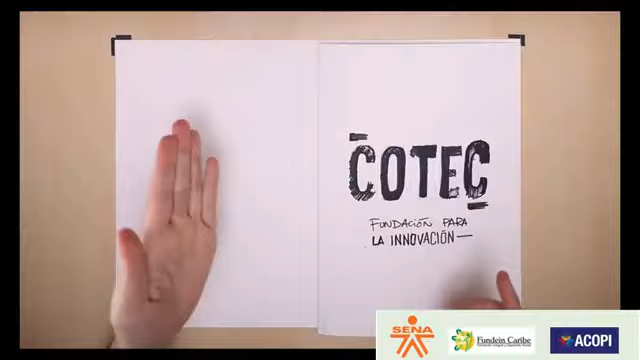 COTEC
FUNDACIÓN PARA
LA INNOVACIÓN
SENA
Fundein Caribe
ACOPI